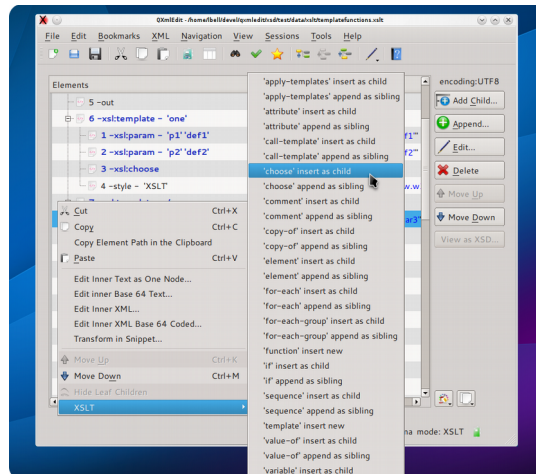 QXmlEdit - /home/lbell/devel/qxmledit/xsd/test/data/xslt/templatefunctions.xslt
File Edit Bookmarks XML Navigation View Sessions Tools Help
Elements
5 -out
6 -xsl:template - 'one'
1 -xsl:param - 'p1' 'def1'
2 -xsl:param - 'p2' 'def2'
3 -xsl:choose
4 -style - 'XSLT'
Cut Ctrl+X
Copy Ctrl+C
Copy Element Path in the Clipboard
Paste Ctrl+V
Edit Inner Text as One Node...
Edit Inner Base 64 Text...
Edit Inner XML...
Edit Inner XML Base 64 Coded...
Transform in Snippet...
Move Up Ctrl+K
Move Down Ctrl+M
Hide Leaf Children
XSLT
'apply-templates' insert as child
'apply-templates' append as sibling
'attribute' insert as child
'attribute' append as sibling
'call-template' insert as child
'call-template' append as sibling
'choose' insert as child
'choose' append as sibling
'comment' insert as child
'comment' append as sibling
'copy-of' insert as child
'copy-of' append as sibling
'element' insert as child
'element' append as sibling
'for-each' insert as child
'for-each' append as sibling
'for-each-group' insert as child
'for-each-group' append as sibling
'function' insert new
'if' insert as child
'if' append as sibling
'sequence' insert as child
'sequence' append as sibling
'template' insert new
'value-of' insert as child
'value-of' append as sibling
'variable' insert as child
f1'"
f2'"
w.w
ar3"
encoding:UTF8
Add Child...
Append...
Edit...
Delete
Move Up
Move Down
View as XSD...
na mode: XSLT